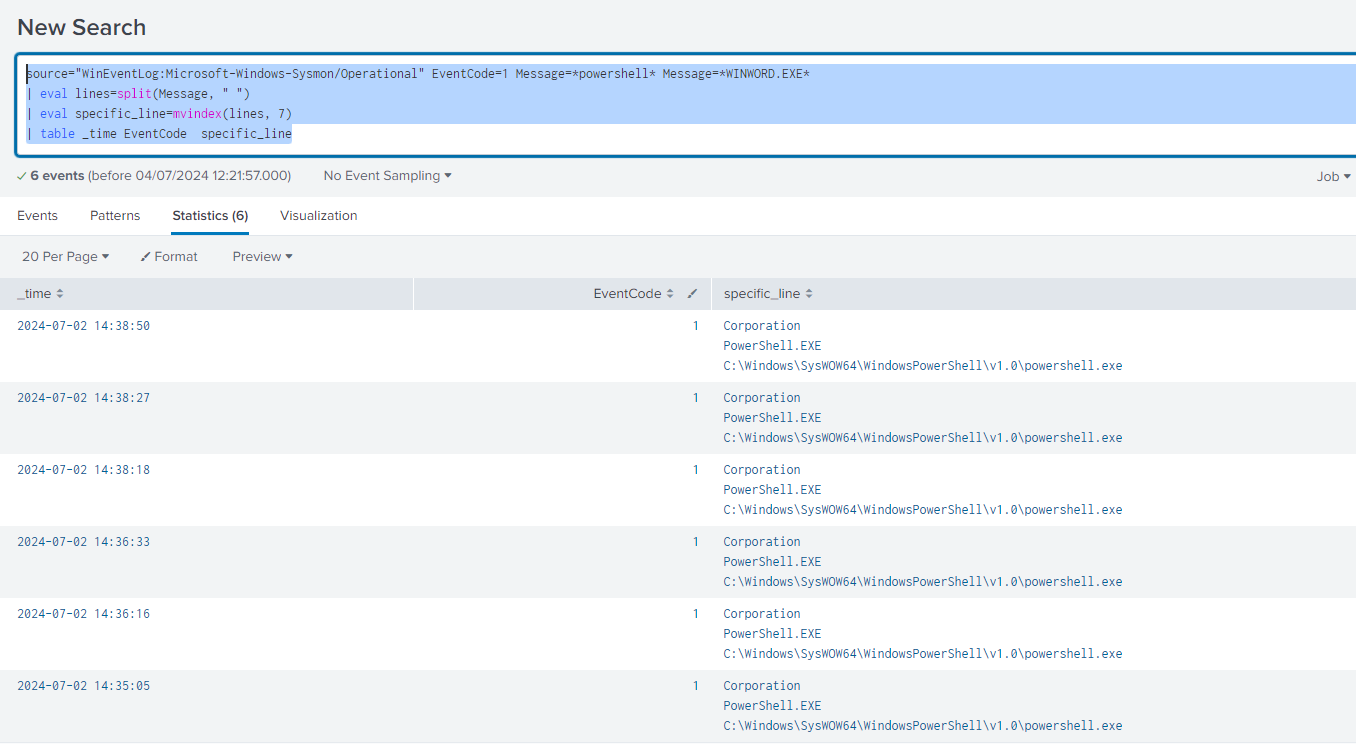 New Search
source="WinEventLog:Microsoft-Windows-Sysmon/Operational" EventCode=1 Message=*powershell* Message=*WINWORD.EXE*
| eval lines=split(Message, " ")
| eval specific_line=mvindex(lines, 7)
| table _time EventCode  specific_line
6 events (before 04/07/2024 12:21:57.000) No Event Sampling Job
Events Patterns Statistics (6) Visualization
20 Per Page Format Preview
_time EventCode specific_line
2024-07-02 14:38:50 1 Corporation
PowerShell.EXE
C:\Windows\SysWOW64\WindowsPowerShell\v1.0\powershell.exe
2024-07-02 14:38:27 1 Corporation
PowerShell.EXE
C:\Windows\SysWOW64\WindowsPowerShell\v1.0\powershell.exe
2024-07-02 14:38:18 1 Corporation
PowerShell.EXE
C:\Windows\SysWOW64\WindowsPowerShell\v1.0\powershell.exe
2024-07-02 14:36:33 1 Corporation
PowerShell.EXE
C:\Windows\SysWOW64\WindowsPowerShell\v1.0\powershell.exe
2024-07-02 14:36:16 1 Corporation
PowerShell.EXE
C:\Windows\SysWOW64\WindowsPowerShell\v1.0\powershell.exe
2024-07-02 14:35:05 1 Corporation
PowerShell.EXE
C:\Windows\SysWOW64\WindowsPowerShell\v1.0\powershell.exe